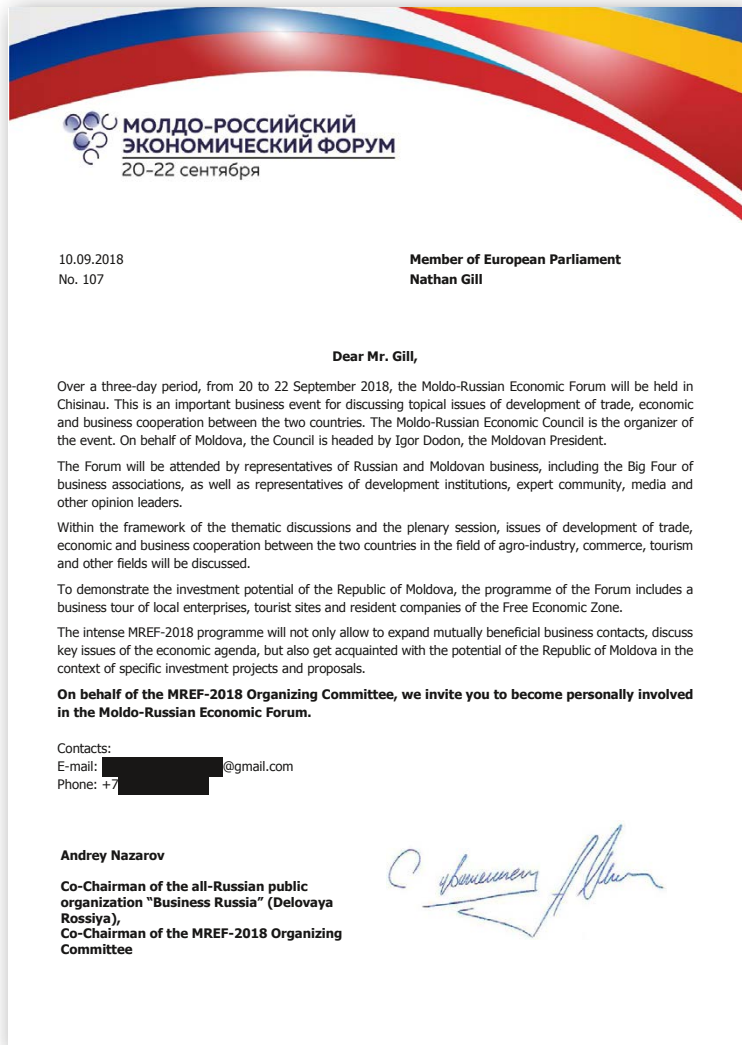 МОЛДО-РОССИЙСКИЙ
ЭКОНОМИЧЕСКИЙ ФОРУМ
20-22 сентября
10.09.2018
No. 107
Member of European Parliament
Nathan Gill
Dear Mr. Gill,
Over a three-day period, from 20 to 22 September 2018, the Moldo-Russian Economic Forum will be held in
Chisinau. This is an important business event for discussing topical issues of development of trade, economic
and business cooperation between the two countries. The Moldo-Russian Economic Council is the organizer of
the event. On behalf of Moldova, the Council is headed by Igor Dodon, the Moldovan President.
The Forum will be attended by representatives of Russian and Moldovan business, including the Big Four of
business associations, as well as representatives of development institutions, expert community, media and
other opinion leaders.
Within the framework of the thematic discussions and the plenary session, issues of development of trade,
economic and business cooperation between the two countries in the field of agro-industry, commerce, tourism
and other fields will be discussed.
To demonstrate the investment potential of the Republic of Moldova, the programme of the Forum includes a
business tour of local enterprises, tourist sites and resident companies of the Free Economic Zone.
The intense MREF-2018 programme will not only allow to expand mutually beneficial business contacts, discuss
key issues of the economic agenda, but also get acquainted with the potential of the Republic of Moldova in the
context of specific investment projects and proposals.
On behalf of the MREF-2018 Organizing Committee, we invite you to become personally involved
in the Moldo-Russian Economic Forum.
Contacts:
E-mail: @gmail.com
Phone: +7
Andrey Nazarov
Co-Chairman of the all-Russian public
organization “Business Russia” (Delovaya
Rossiya),
Co-Chairman of the MREF-2018 Organizing
Committee
С уважением